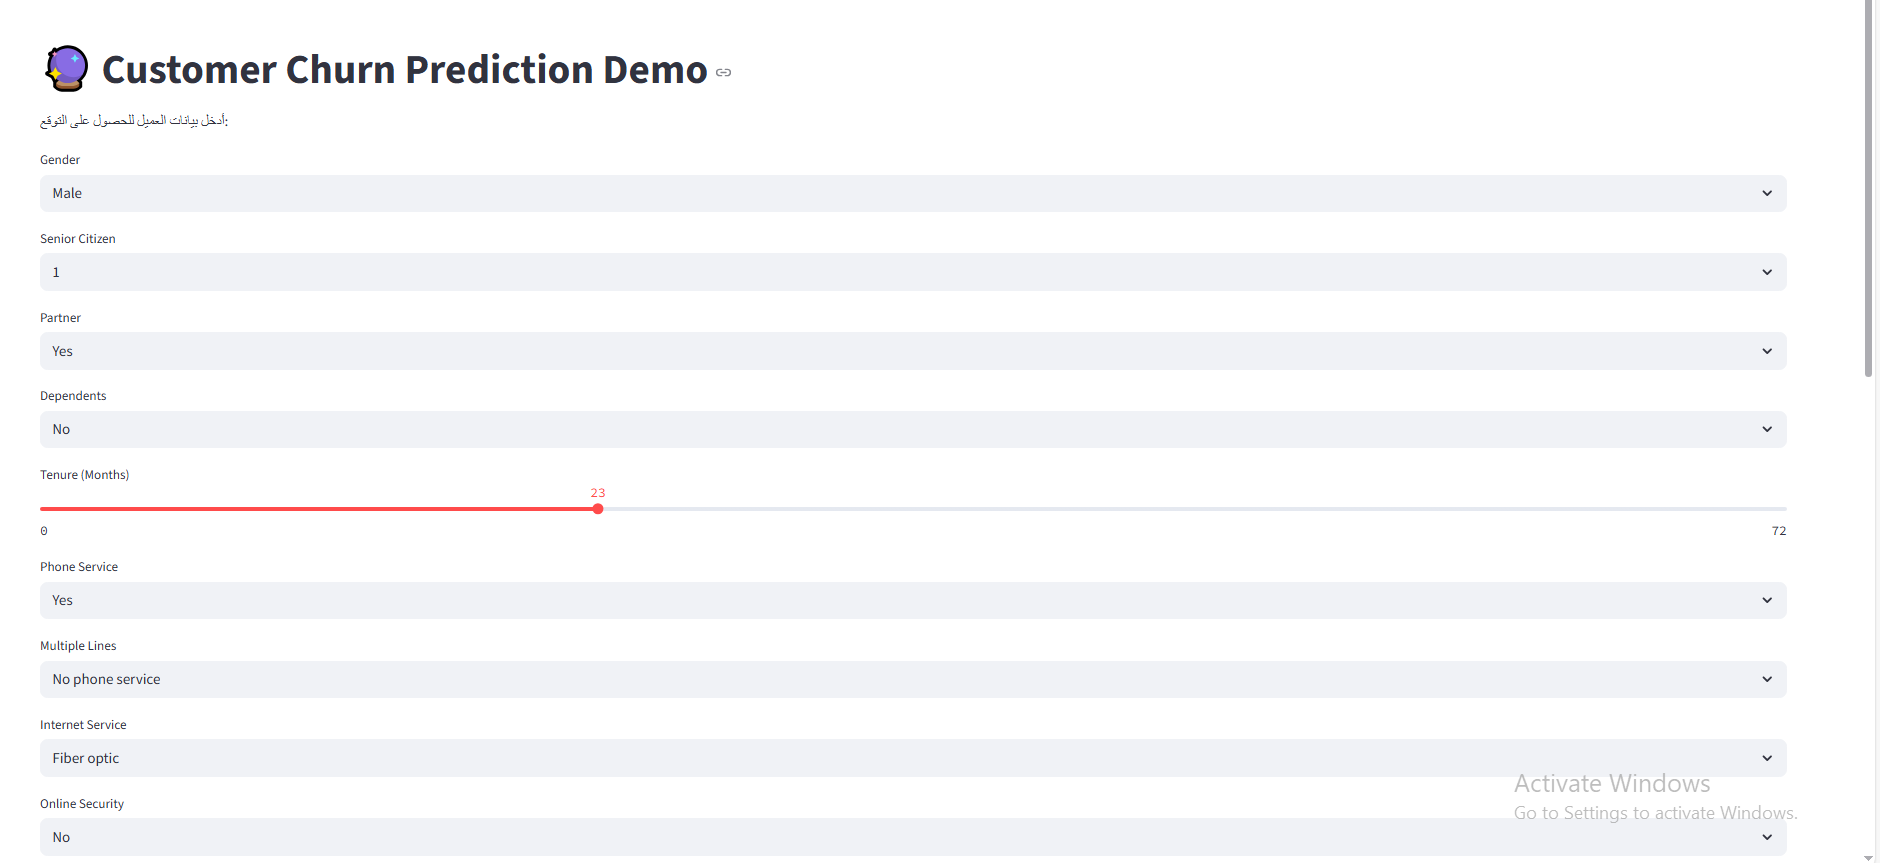 Customer Churn Prediction Demo
أدخل بيانات العميل للحصول على التوقع:
Gender
Male
Senior Citizen
1
Partner
Yes
Dependents
No
Tenure (Months)
23
0 72
Phone Service
Yes
Multiple Lines
No phone service
Internet Service
Fiber optic
Activate Windows
Online Security
Go to Settings to activate Windows.
No